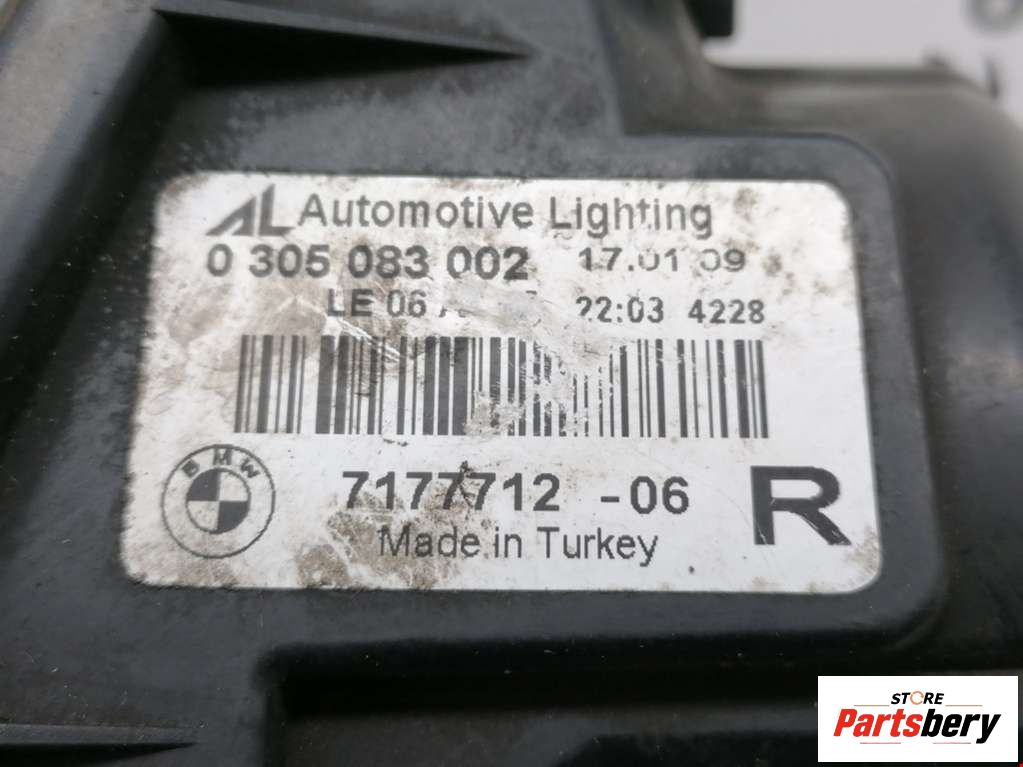 AL Automotive Lighting
0 305 083 002 17.01 09
LE 06 22:03 4228
BMW
7177712 -06 R
Made in Turkey
STORE
Partsbery